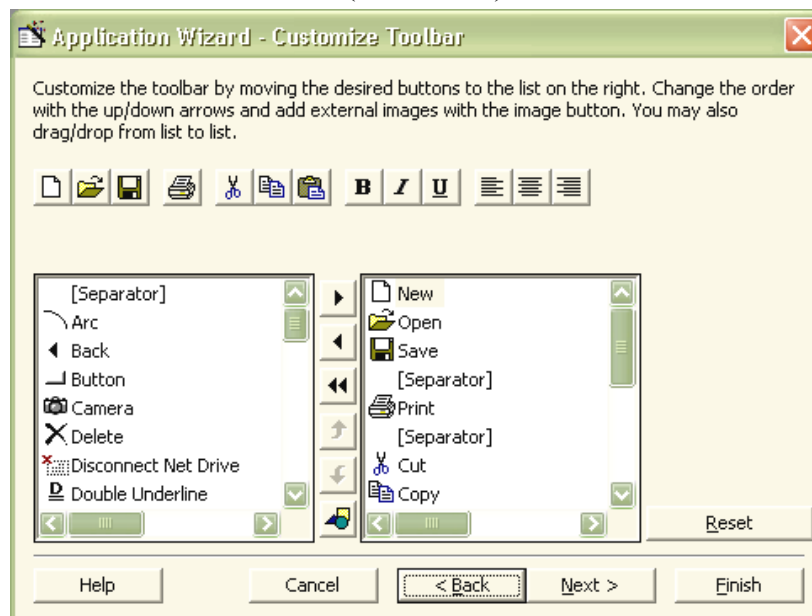 Application Wizard - Customize Toolbar
Customize the toolbar by moving the desired buttons to the list on the right. Change the order
with the up/down arrows and add external images with the image button. You may also
drag/drop from list to list.
B I U
[Separator]
Arc
Back
Button
Camera
Delete
Disconnect Net Drive
D Double Underline
New
Open
Save
[Separator]
Print
[Separator]
Cut
Copy
Reset
Help
Cancel
< Back
Next >
Finish